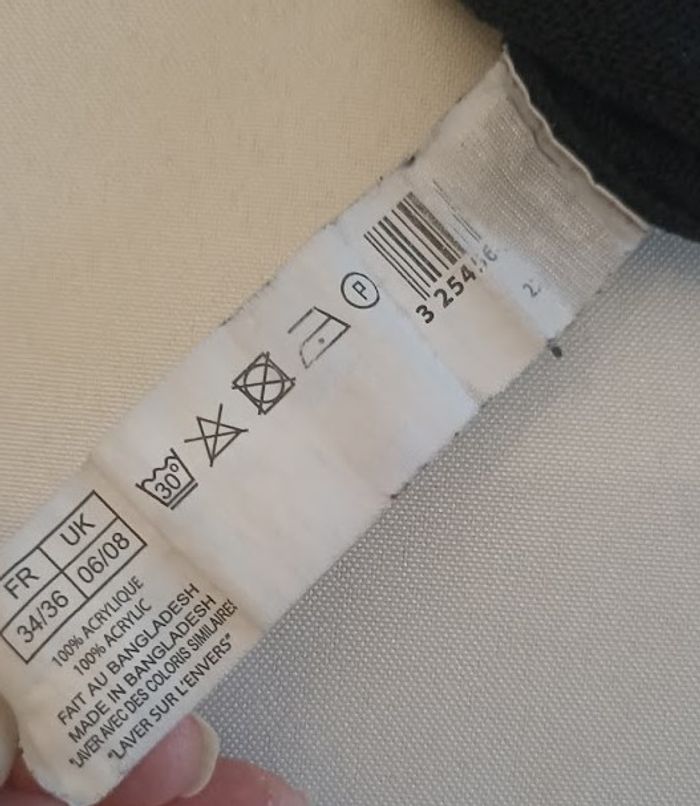 FR UK
34/36 06/08
100% ACRYLIQUE
100% ACRYLIC
FAIT AU BANGLADESH
MADE IN BANGLADESH
"LAVER AVEC DES COLORIS SIMILAIRES
"LAVER SUR L'ENVERS"
30°
P
3 254